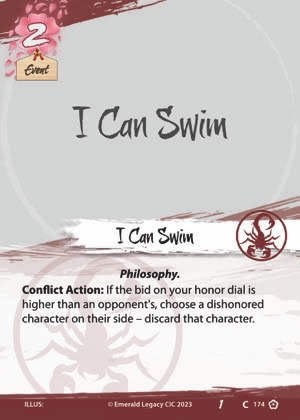 2
Event
I Can Swim
I Can Swim
Philosophy.
Conflict Action: If the bid on your honor dial is
higher than an opponent's, choose a dishonored
character on their side – discard that character.
ILLUS: © Emerald Legacy CIC 2023 1 C 174